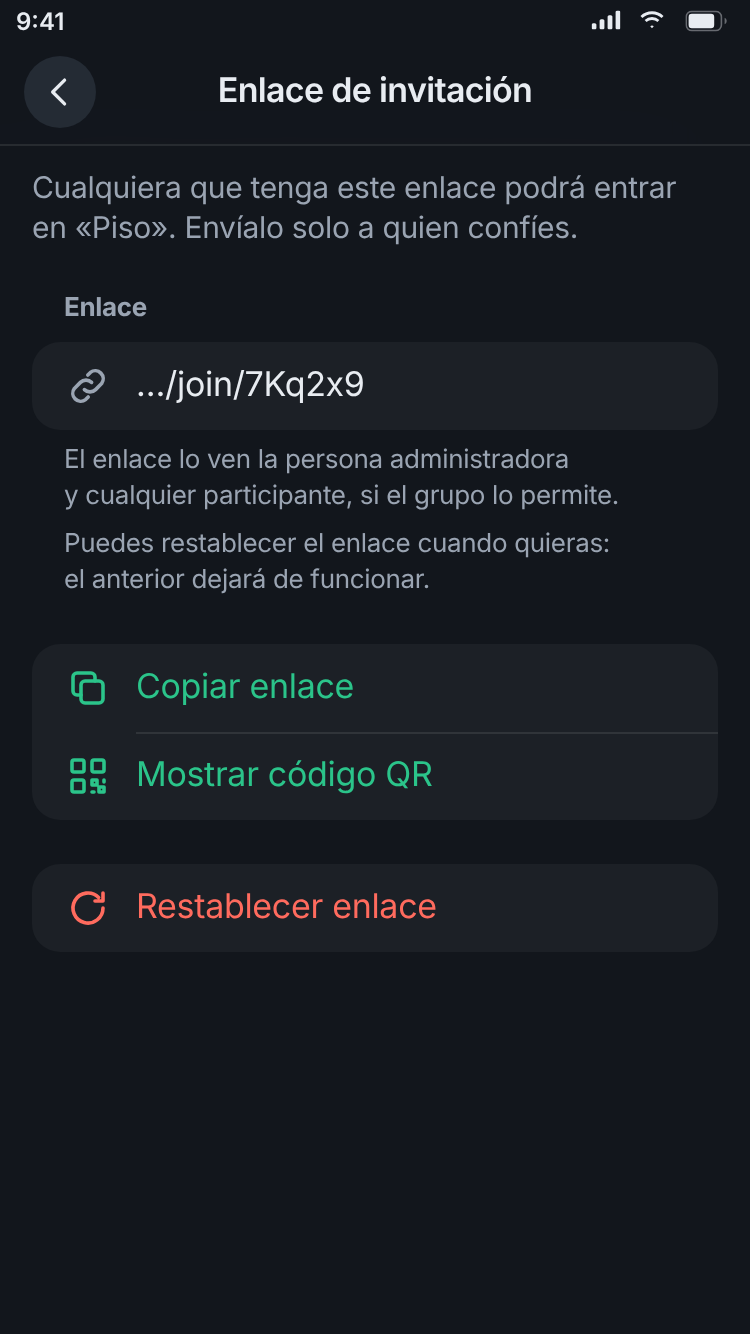 9:41
Enlace de invitación
Cualquiera que tenga este enlace podrá entrar
en «Piso». Envíalo solo a quien confíes.
Enlace
.../join/7Kq2x9
El enlace lo ven la persona administradora
y cualquier participante, si el grupo lo permite.
Puedes restablecer el enlace cuando quieras:
el anterior dejará de funcionar.
Copiar enlace
Mostrar código QR
Restablecer enlace